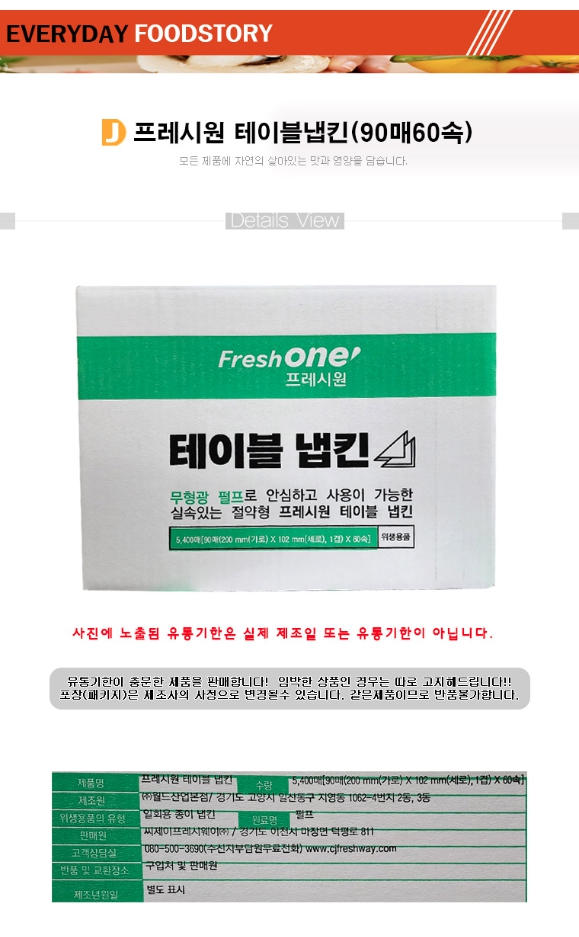 EVERYDAY FOODSTORY
J 프레시원 테이블냅킨(90매60속)
모든 제품에 자연의 살아있는 맛과 영양을 담습니다.
Details View
Fresh one'
프레시원
테이블 냅킨
무형광 펄프로 안심하고 사용이 가능한
실속있는 절약형 프레시원 테이블 냅킨
5,400매[90매(200 mm(가로) X 102 mm(세로), 1겹) X 60속] 위생용품
사진에 노출된 유통기한은 실제 제조일 또는 유통기한이 아닙니다.
유통기한이 충분한 제품을 판매합니다! 임박한 상품인 경우는 따로 고지해드립니다!!
포장(패키지)은 제조사의 사정으로 변경될수 있습니다. 같은제품이므로 반품불가합니다.
제품명 프레시원 테이블 냅킨 수량 5,400매[90매(200 mm(가로) X 102 mm(세로), 1겹) X 60속]
제조원 ㈜월드산업본점/ 경기도 고양시 일산동구 지영동 1062-4번지 2동, 3동
위생용품의 유형 일회용 종이 냅킨 원료명 펄프
판매원 씨제이프레시웨이㈜ / 경기도 이천시 마장면 덕평로 811
고객상담실 080-500-3690(수신자부담원무료전화) www.cjfreshway.com
반품 및 교환장소 구입처 및 판매원
제조년월일 별도 표시